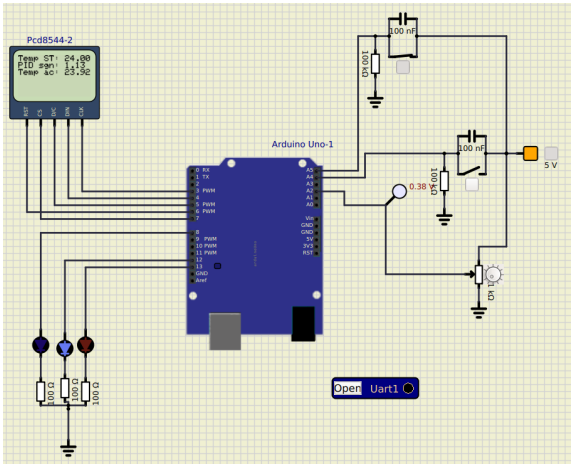 Pcd8544-2
Temp ST: 24.00
PID sgn: 1.13
Temp ac: 23.92
RST
CS
D/C
DIN
CLK
100 nF
100 kΩ
Arduino Uno-1
100 nF
100 kΩ
5 V
0.38 V
0 RX
1 TX
2
3 PWM
4
5 PWM
6 PWM
7
8
9 PWM
10 PWM
11 PWM
12
13
GND
Aref
A5
A4
A3
A2
A1
A0
Vin
GND
GND
5V
3V3
RST
1 kΩ
100 Ω
100 Ω
100 Ω
Open Uart1